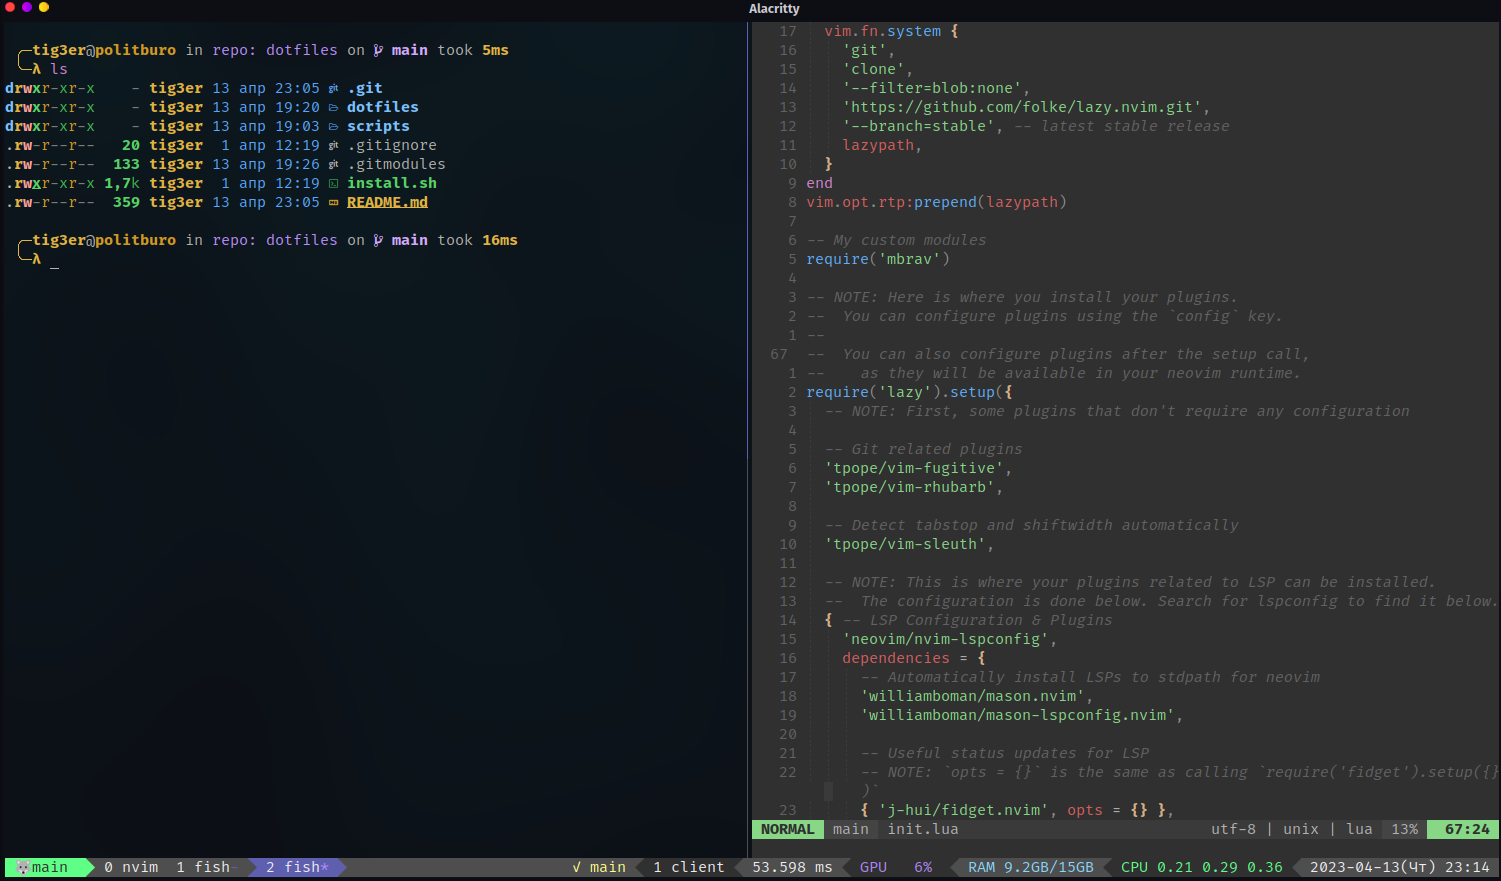 Alacritty
tig3er@politburo in repo: dotfiles on main took 5ms
λ ls
drwxr-xr-x - tig3er 13 апр 23:05 git .git
drwxr-xr-x - tig3er 13 апр 19:20 dotfiles
drwxr-xr-x - tig3er 13 апр 19:03 scripts
.rw-r--r-- 20 tig3er 1 апр 12:19 git .gitignore
.rw-r--r-- 133 tig3er 13 апр 19:26 git .gitmodules
.rwxr-xr-x 1,7k tig3er 1 апр 12:19 install.sh
.rw-r--r-- 359 tig3er 13 апр 23:05 README.md
tig3er@politburo in repo: dotfiles on main took 16ms
λ _
17 vim.fn.system {
16 'git',
15 'clone',
14 '--filter=blob:none',
13 'https://github.com/folke/lazy.nvim.git',
12 '--branch=stable', -- latest stable release
11 lazypath,
10 }
9 end
8 vim.opt.rtp:prepend(lazypath)
7
6 -- My custom modules
5 require('mbrav')
4
3 -- NOTE: Here is where you install your plugins.
2 -- You can configure plugins using the `config` key.
1 --
67 -- You can also configure plugins after the setup call,
1 -- as they will be available in your neovim runtime.
2 require('lazy').setup({
3 -- NOTE: First, some plugins that don't require any configuration
4
5 -- Git related plugins
6 'tpope/vim-fugitive',
7 'tpope/vim-rhubarb',
8
9 -- Detect tabstop and shiftwidth automatically
10 'tpope/vim-sleuth',
11
12 -- NOTE: This is where your plugins related to LSP can be installed.
13 -- The configuration is done below. Search for lspconfig to find it below.
14 { -- LSP Configuration & Plugins
15 'neovim/nvim-lspconfig',
16 dependencies = {
17 -- Automatically install LSPs to stdpath for neovim
18 'williamboman/mason.nvim',
19 'williamboman/mason-lspconfig.nvim',
20
21 -- Useful status updates for LSP
22 -- NOTE: `opts = {}` is the same as calling `require('fidget').setup({}
)`
23 { 'j-hui/fidget.nvim', opts = {} },
NORMAL main init.lua utf-8 | unix | lua 13% 67:24
main 0 nvim 1 fish- 2 fish* √ main 1 client 53.598 ms GPU 6% RAM 9.2GB/15GB CPU 0.21 0.29 0.36 2023-04-13(Чт) 23:14